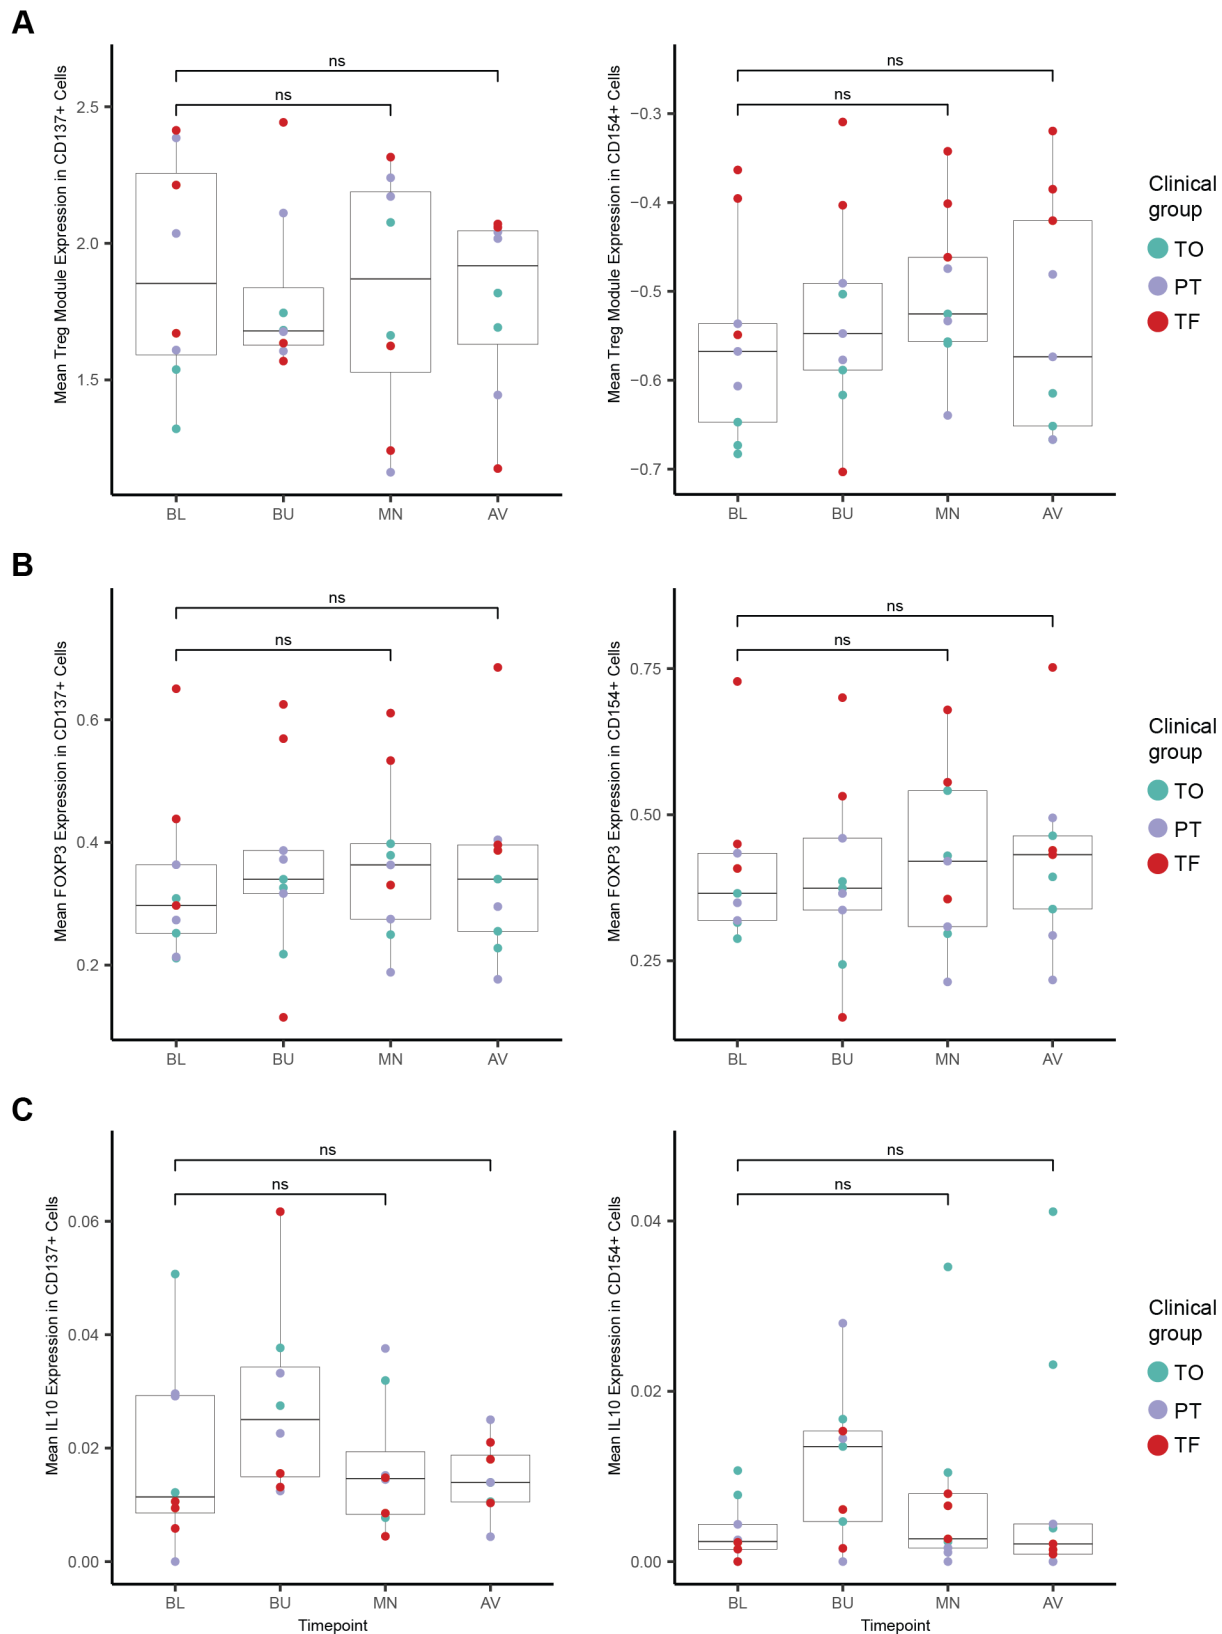 A
Mean Treg Module Expression in CD137+ Cells
2.5
2.0
1.5
ns
ns
BL BU MN AV
Mean Treg Module Expression in CD154+ Cells
−0.3
−0.4
−0.5
−0.6
−0.7
ns
ns
BL BU MN AV
Clinical
group
TO
PT
TF
B
Mean FOXP3 Expression in CD137+ Cells
0.6
0.4
0.2
ns
ns
BL BU MN AV
Mean FOXP3 Expression in CD154+ Cells
0.75
0.50
0.25
ns
ns
BL BU MN AV
Clinical
group
TO
PT
TF
C
Mean IL10 Expression in CD137+ Cells
0.06
0.04
0.02
0.00
ns
ns
BL BU MN AV
Timepoint
Mean IL10 Expression in CD154+ Cells
0.04
0.02
0.00
ns
ns
BL BU MN AV
Timepoint
Clinical
group
TO
PT
TF